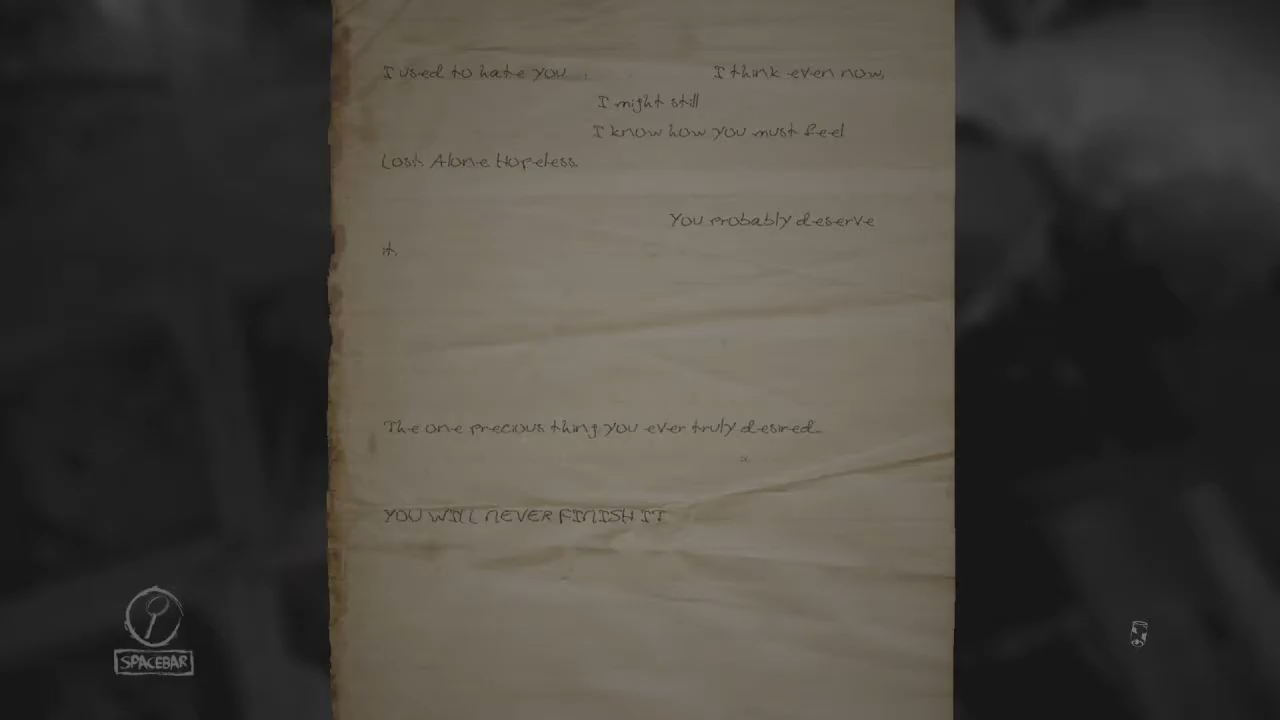 I used to hate you. I think even now,
I might still
I know how you must feel
Lost. Alone. Hopeless.
You probably deserve
it.
The one precious thing you ever truly desired.
YOU WILL NEVER FINISH IT
SPACEBAR